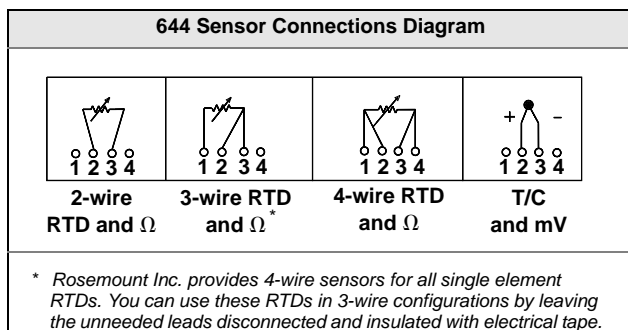 644 Sensor Connections Diagram
1 2 3 4 1 2 3 4 1 2 3 4 + - 1 2 3 4
2-wire RTD and Ω
3-wire RTD and Ω*
4-wire RTD and Ω
T/C and mV
* Rosemount Inc. provides 4-wire sensors for all single element
RTDs. You can use these RTDs in 3-wire configurations by leaving
the unneeded leads disconnected and insulated with electrical tape.